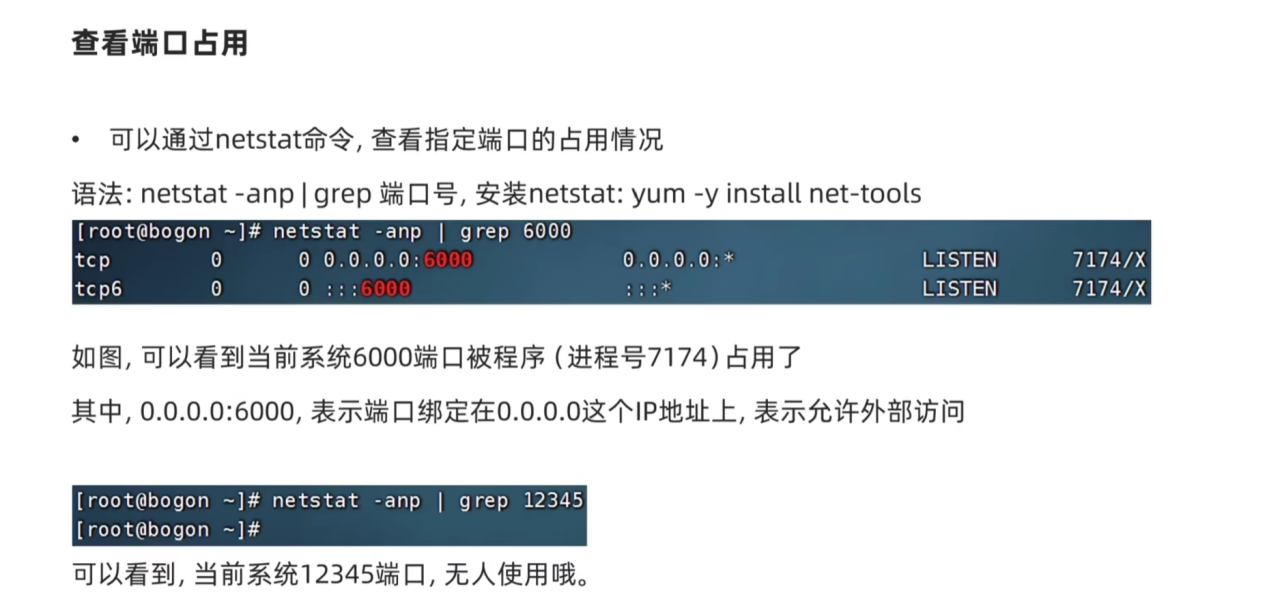 查看端口占用
• 可以通过netstat命令, 查看指定端口的占用情况
语法: netstat -anp | grep 端口号, 安装netstat: yum -y install net-tools
[root@bogon ~]# netstat -anp | grep 6000
tcp 0 0 0.0.0.0:6000 0.0.0.0:* LISTEN 7174/X
tcp6 0 0 :::6000 :::* LISTEN 7174/X
如图, 可以看到当前系统6000端口被程序 (进程号7174) 占用了
其中, 0.0.0.0:6000, 表示端口绑定在0.0.0.0这个IP地址上, 表示允许外部访问
[root@bogon ~]# netstat -anp | grep 12345
[root@bogon ~]#
可以看到, 当前系统12345端口, 无人使用哦。